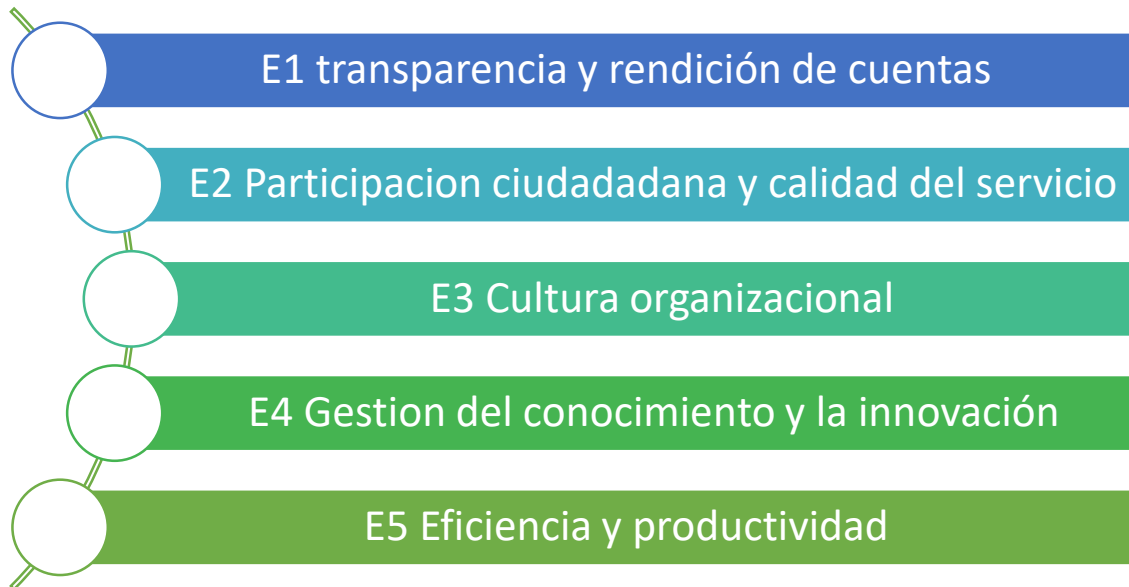 E1 transparencia y rendición de cuentas
E2 Participacion ciudadadana y calidad del servicio
E3 Cultura organizacional
E4 Gestion del conocimiento y la innovación
E5 Eficiencia y productividad